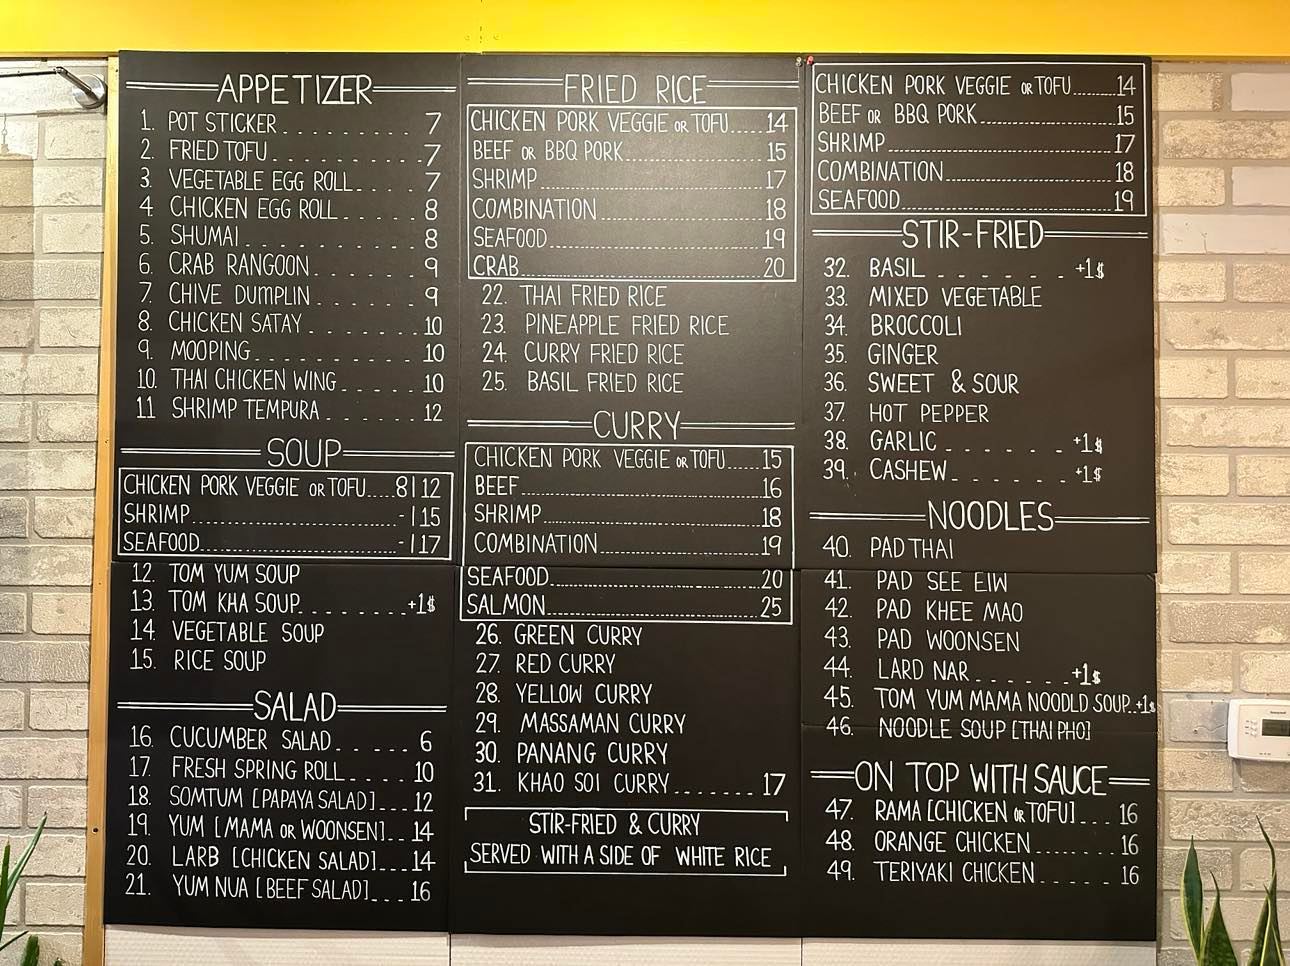 APPETIZER
1. POT STICKER 7
2. FRIED TOFU 7
3. VEGETABLE EGG ROLL 7
4 CHICKEN EGG ROLL 8
5. SHUMAI 8
6. CRAB RANGOON 9
7. CHIVE DUMPLIN 9
8. CHICKEN SATAY 10
9. MOOPING 10
10. THAI CHICKEN WING 10
11 SHRIMP TEMPURA 12
SOUP
CHICKEN PORK VEGGIE OR TOFU 8|12
SHRIMP -|15
SEAFOOD -|17
12. TOM YUM SOUP
13. TOM KHA SOUP +1$
14. VEGETABLE SOUP
15. RICE SOUP
SALAD
16. CUCUMBER SALAD 6
17. FRESH SPRING ROLL 10
18. SOMTUM [PAPAYA SALAD] 12
19. YUM [MAMA OR WOONSEN] 14
20. LARB [CHICKEN SALAD] 14
21. YUM NUA [BEEF SALAD] 16
FRIED RICE
CHICKEN PORK VEGGIE OR TOFU 14
BEEF OR BBQ PORK 15
SHRIMP 17
COMBINATION 18
SEAFOOD 19
CRAB 20
22. THAI FRIED RICE
23. PINEAPPLE FRIED RICE
24. CURRY FRIED RICE
25. BASIL FRIED RICE
CURRY
CHICKEN PORK VEGGIE OR TOFU 15
BEEF 16
SHRIMP 18
COMBINATION 19
SEAFOOD 20
SALMON 25
26. GREEN CURRY
27. RED CURRY
28. YELLOW CURRY
29. MASSAMAN CURRY
30. PANANG CURRY
31. KHAO SOI CURRY 17
STIR-FRIED & CURRY
SERVED WITH A SIDE OF WHITE RICE
CHICKEN PORK VEGGIE OR TOFU 14
BEEF OR BBQ PORK 15
SHRIMP 17
COMBINATION 18
SEAFOOD 19
STIR-FRIED
32. BASIL +1$
33. MIXED VEGETABLE
34. BROCCOLI
35. GINGER
36. SWEET & SOUR
37. HOT PEPPER
38. GARLIC +1$
39. CASHEW +1$
NOODLES
40. PAD THAI
41. PAD SEE EIW
42. PAD KHEE MAO
43. PAD WOONSEN
44. LARD NAR +1$
45. TOM YUM MAMA NOODLD SOUP +1$
46. NOODLE SOUP [THAI PHO]
ON TOP WITH SAUCE
47. RAMA [CHICKEN OR TOFU] 16
48. ORANGE CHICKEN 16
49. TERIYAKI CHICKEN 16